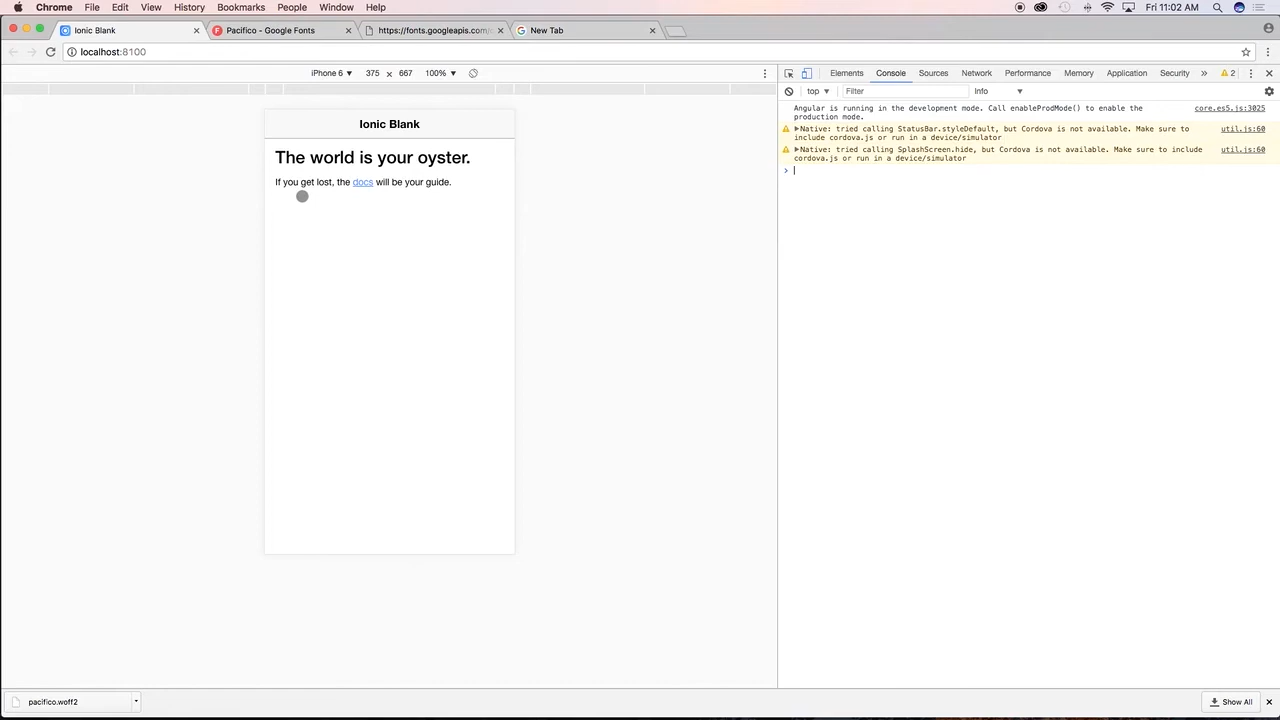 Chrome File Edit View History Bookmarks People Window Help Fri 11:02 AM
Ionic Blank Pacifico - Google Fonts https://fonts.googleapis.com/ New Tab
localhost:8100
iPhone 6 375 × 667 100% Elements Console Sources Network Performance Memory Application Security 2
top Filter Info
Angular is running in the development mode. Call enableProdMode() to enable the core.es5.js:3025
production mode.
Native: tried calling StatusBar.styleDefault, but Cordova is not available. Make sure to util.js:60
include cordova.js or run in a device/simulator
Native: tried calling SplashScreen.hide, but Cordova is not available. Make sure to include util.js:60
cordova.js or run in a device/simulator
Ionic Blank
The world is your oyster.
If you get lost, the docs will be your guide.
pacifico.woff2 Show All